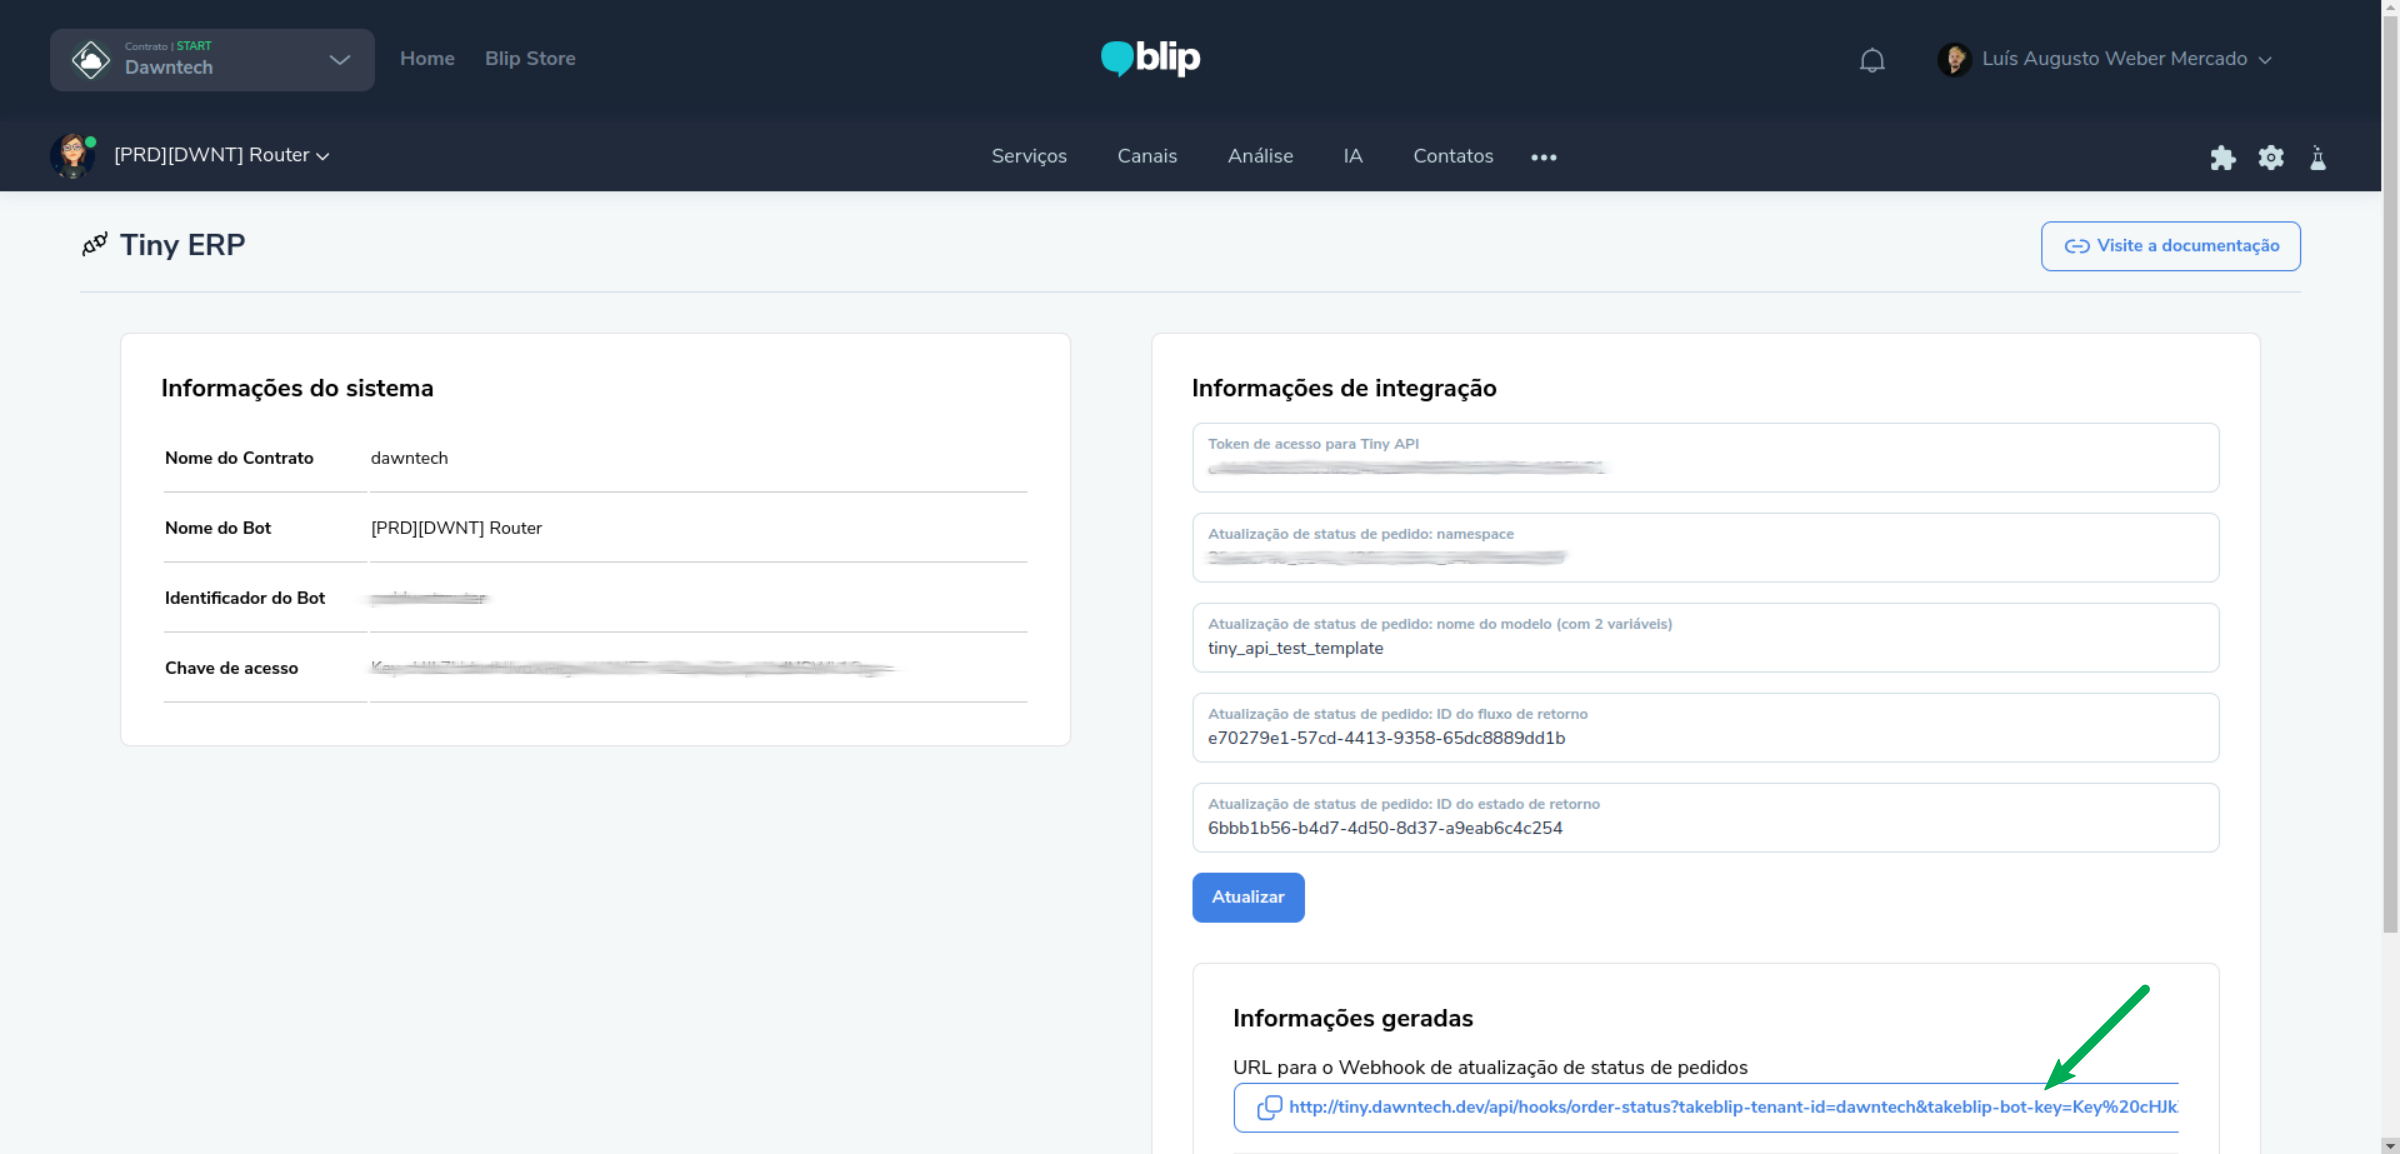 Contrato | START
Dawntech
Home
Blip Store
blip
Luís Augusto Weber Mercado
[PRD][DWNT] Router
Serviços
Canais
Análise
IA
Contatos
Tiny ERP
Visite a documentação
Informações do sistema
Nome do Contrato
dawntech
Nome do Bot
[PRD][DWNT] Router
Identificador do Bot
Chave de acesso
Informações de integração
Token de acesso para Tiny API
Atualização de status de pedido: namespace
Atualização de status de pedido: nome do modelo (com 2 variáveis)
tiny_api_test_template
Atualização de status de pedido: ID do fluxo de retorno
e70279e1-57cd-4413-9358-65dc8889dd1b
Atualização de status de pedido: ID do estado de retorno
6bbb1b56-b4d7-4d50-8d37-a9eab6c4c254
Atualizar
Informações geradas
URL para o Webhook de atualização de status de pedidos
http://tiny.dawntech.dev/api/hooks/order-status?takeblip-tenant-id=dawntech&takeblip-bot-key=Key%20cHJk